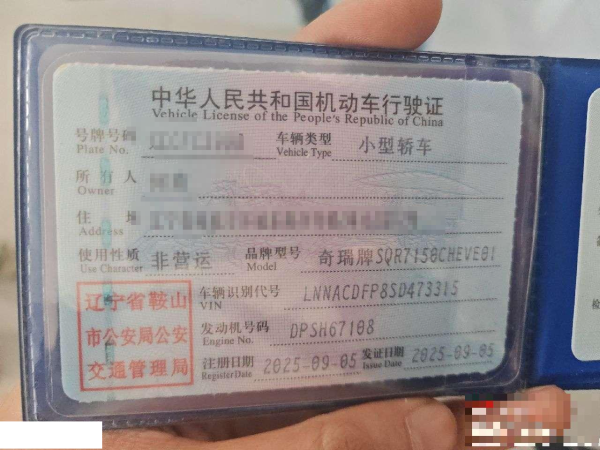 中华人民共和国机动车行驶证
Vehicle License of the People's Republic of China
号牌号码
Plate No.
车辆类型 小型轿车
Vehicle Type
所有人
Owner
住址
Address
使用性质 非营运 品牌型号 奇瑞牌SQR7150CHEVE01
Use Character Model
辽宁省鞍山
市公安局公安
交通管理局
车辆识别代号 LNNACDFP8SD473315
VIN
发动机号码 DPSH67108
Engine No.
注册日期 2025-09-05 发证日期 2025-09-05
Register Date Issue Date